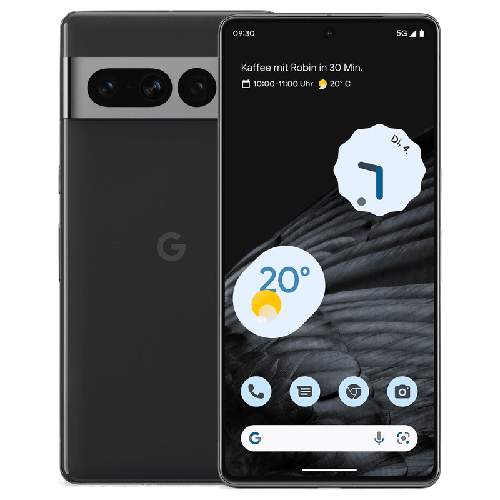 09:30
5G
Kaffee mit Robin in 30 Min.
10:00-11:00 Uhr 20° C
Di. 4.
20°
G
G